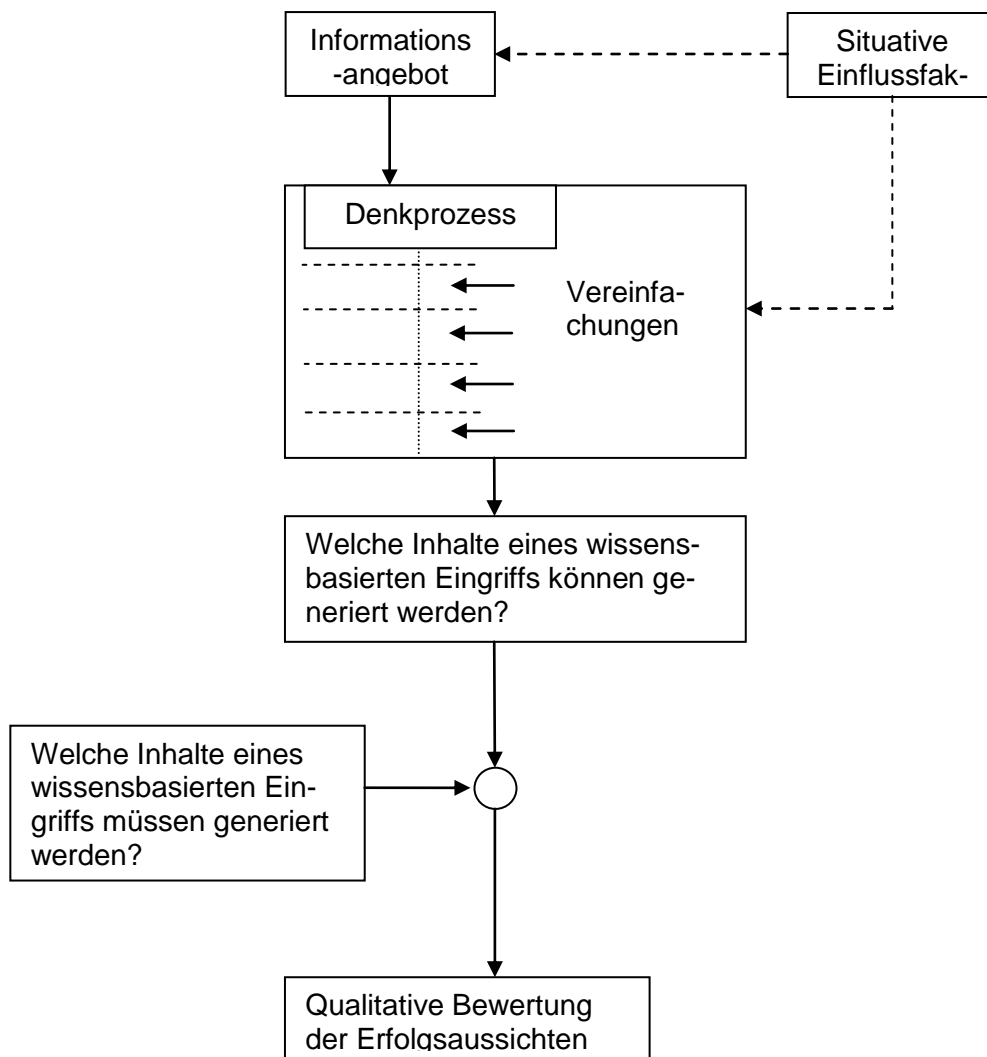 Informations
-angebot
Situative
Einflussfak-
Denkprozess
Vereinfa-
chungen
Welche Inhalte eines wissens-
basierten Eingriffs können ge-
neriert werden?
Welche Inhalte eines
wissensbasierten Ein-
griffs müssen generiert
werden?
Qualitative Bewertung
der Erfolgsaussichten